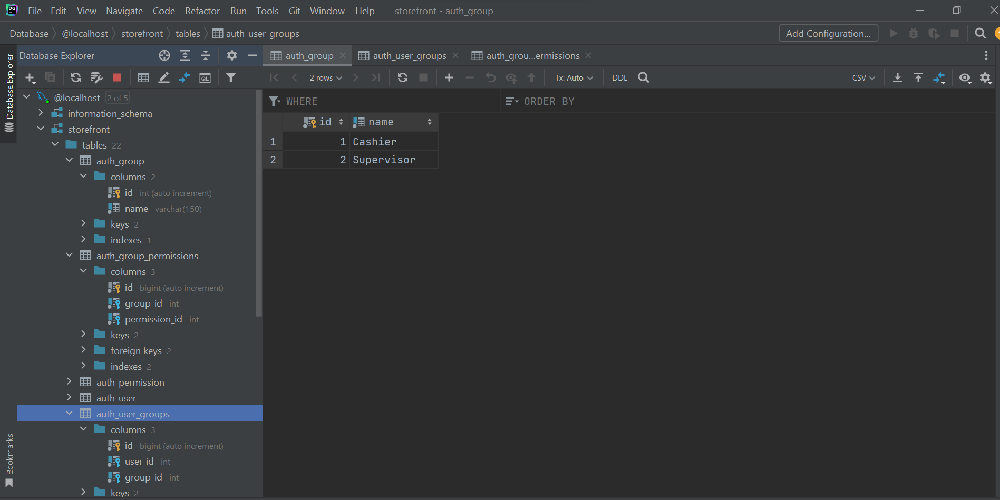 DG File Edit View Navigate Code Refactor Run Tools Git Window Help storefront - auth_group
Database @localhost storefront tables auth_user_groups Add Configuration...
Database Explorer
Bookmarks
Database Explorer
QL
@localhost 2 of 5
information_schema
storefront
tables 22
auth_group
columns 2
id int (auto increment)
name varchar(150)
keys 2
indexes 1
auth_group_permissions
columns 3
id bigint (auto increment)
group_id int
permission_id int
keys 2
foreign keys 2
indexes 2
auth_permission
auth_user
auth_user_groups
columns 3
id bigint (auto increment)
user_id int
group_id int
keys 2
auth_group auth_user_groups auth_grou...ermissions
2 rows Tx: Auto DDL CSV
WHERE ORDER BY
id name
1 1 Cashier
2 2 Supervisor